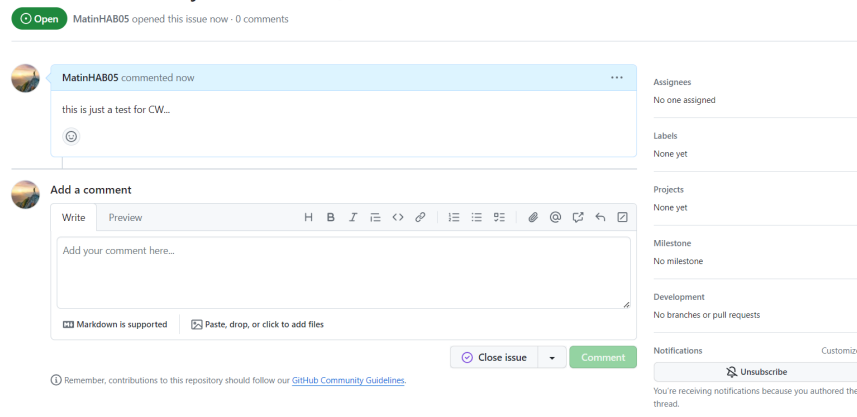 Open MatinHAB05 opened this issue now · 0 comments
MatinHAB05 commented now
this is just a test for CW...
Add a comment
Write Preview
Add your comment here...
Markdown is supported Paste, drop, or click to add files
Close issue Comment
Remember, contributions to this repository should follow our GitHub Community Guidelines.
Assignees
No one assigned
Labels
None yet
Projects
None yet
Milestone
No milestone
Development
No branches or pull requests
Notifications Customize
Unsubscribe
You're receiving notifications because you authored the
thread.